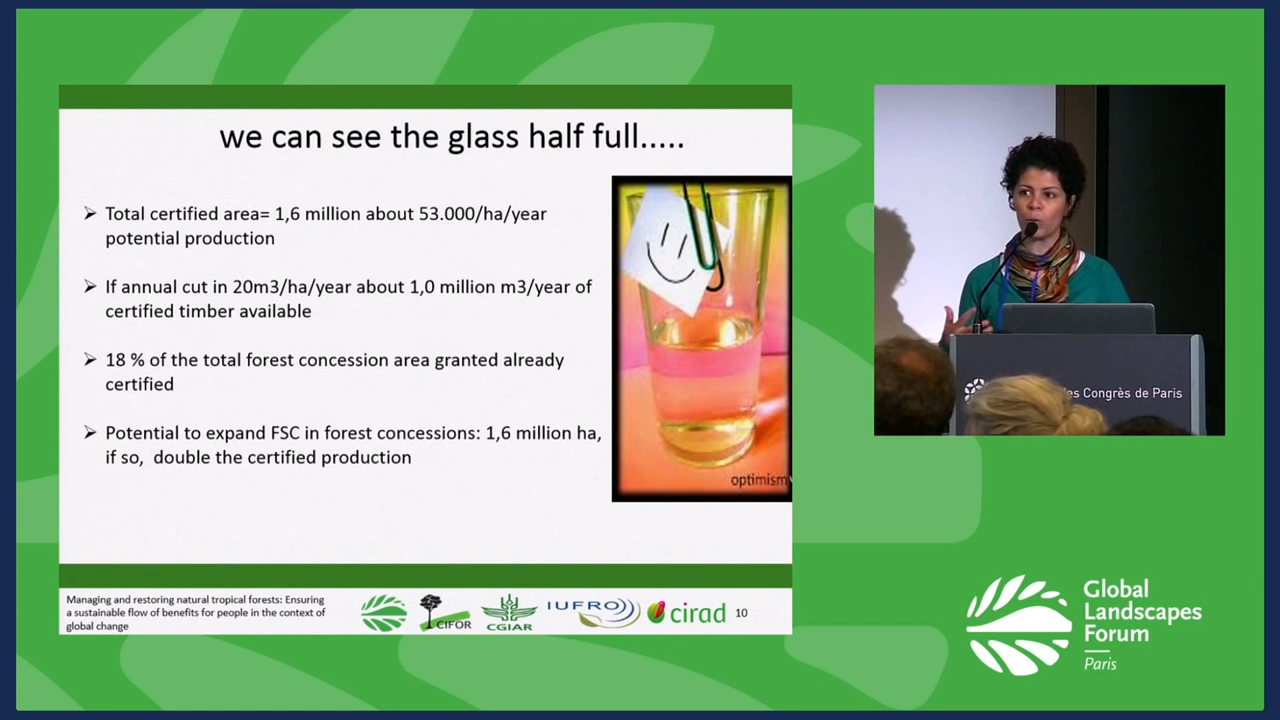 we can see the glass half full.....
➢ Total certified area= 1,6 million about 53.000/ha/year
potential production
➢ If annual cut in 20m3/ha/year about 1,0 million m3/year of
certified timber available
➢ 18 % of the total forest concession area granted already
certified
➢ Potential to expand FSC in forest concessions: 1,6 million ha,
if so, double the certified production
optimism
Managing and restoring natural tropical forests: Ensuring
a sustainable flow of benefits for people in the context of
global change
CIFOR
CGIAR
IUFRO
cirad
10
es Congrès de Paris
Global
Landscapes
Forum
Paris